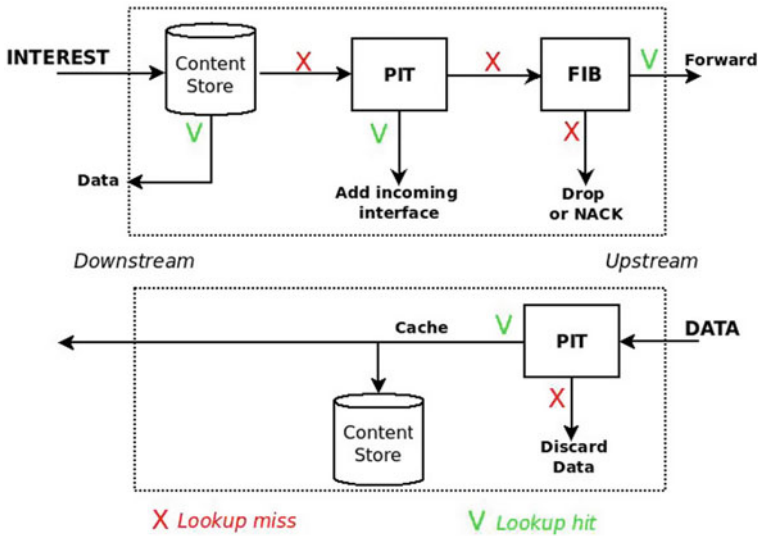 INTEREST
Content
Store
X
PIT
X
FIB
V
Forward
V
V
X
Data
Add incoming
interface
Drop
or NACK
Downstream
Upstream
Cache
V
PIT
DATA
X
Content
Store
Discard
Data
X Lookup miss
V Lookup hit